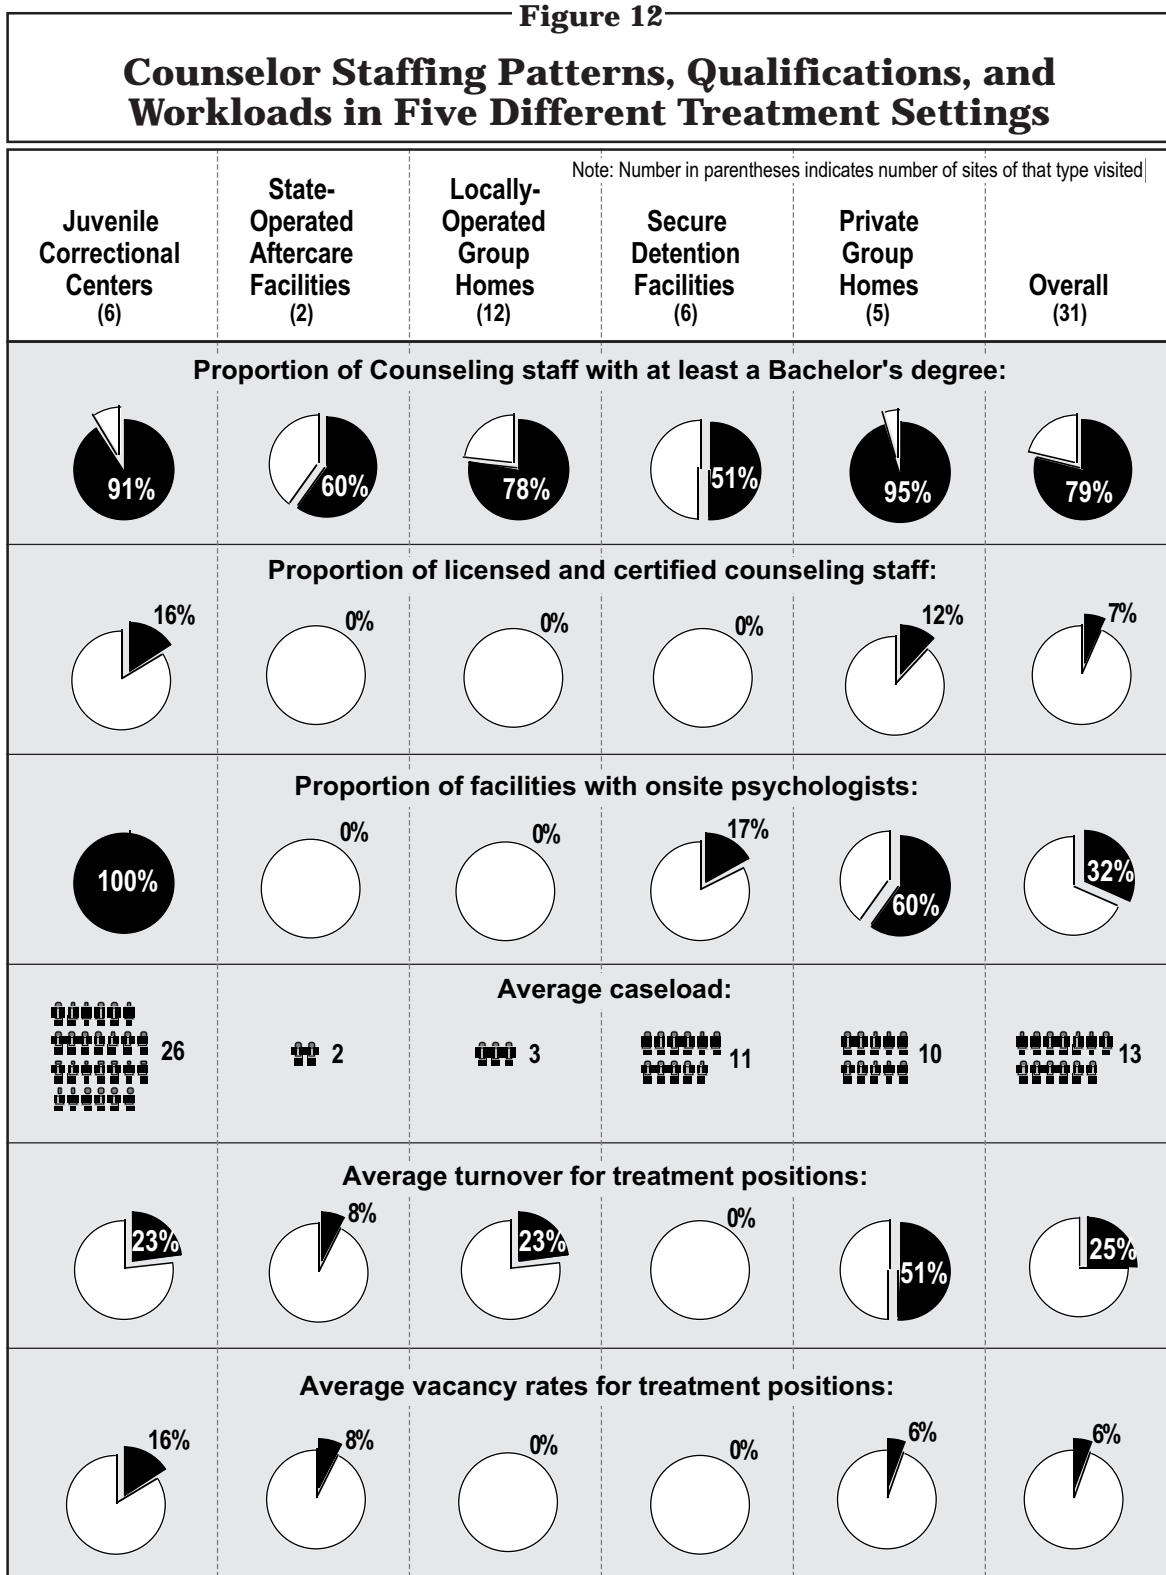 Figure 12
Counselor Staffing Patterns, Qualifications, and
Workloads in Five Different Treatment Settings
Note: Number in parentheses indicates number of sites of that type visited
Juvenile
Correctional
Centers
(6)
State-
Operated
Aftercare
Facilities
(2)
Locally-
Operated
Group
Homes
(12)
Secure
Detention
Facilities
(6)
Private
Group
Homes
(5)
Overall
(31)
Proportion of Counseling staff with at least a Bachelor's degree:
91%
60%
78%
51%
95%
79%
Proportion of licensed and certified counseling staff:
16%
0%
0%
0%
12%
7%
Proportion of facilities with onsite psychologists:
100%
0%
0%
17%
60%
32%
Average caseload:
26
2
3
11
10
13
Average turnover for treatment positions:
23%
8%
23%
0%
51%
25%
Average vacancy rates for treatment positions:
16%
8%
0%
0%
6%
6%